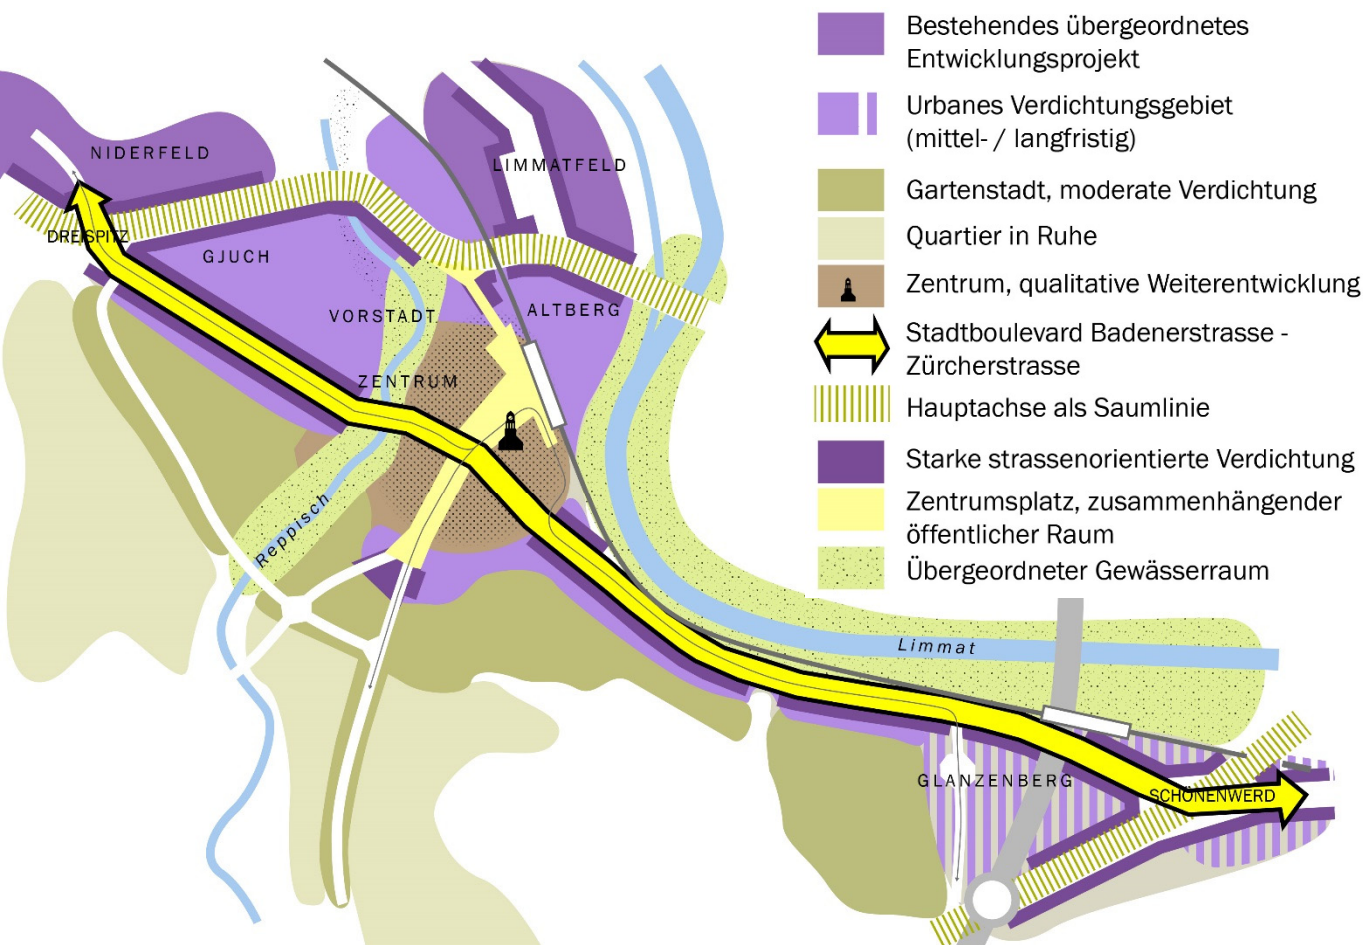 Bestehendes übergeordnetes
Entwicklungsprojekt
Urbanes Verdichtungsgebiet
(mittel- / langfristig)
Gartenstadt, moderate Verdichtung
Quartier in Ruhe
Zentrum, qualitative Weiterentwicklung
Stadtboulevard Badenerstrasse -
Zürcherstrasse
Hauptachse als Saumlinie
Starke strassenorientierte Verdichtung
Zentrumsplatz, zusammenhängender
öffentlicher Raum
Übergeordneter Gewässerraum
NIDERFELD
LIMMATFELD
DREISPITZ
GJUCH
VORSTADT
ALTBERG
ZENTRUM
Reppisch
Limmat
GLANZENBERG
SCHÖNENWERD